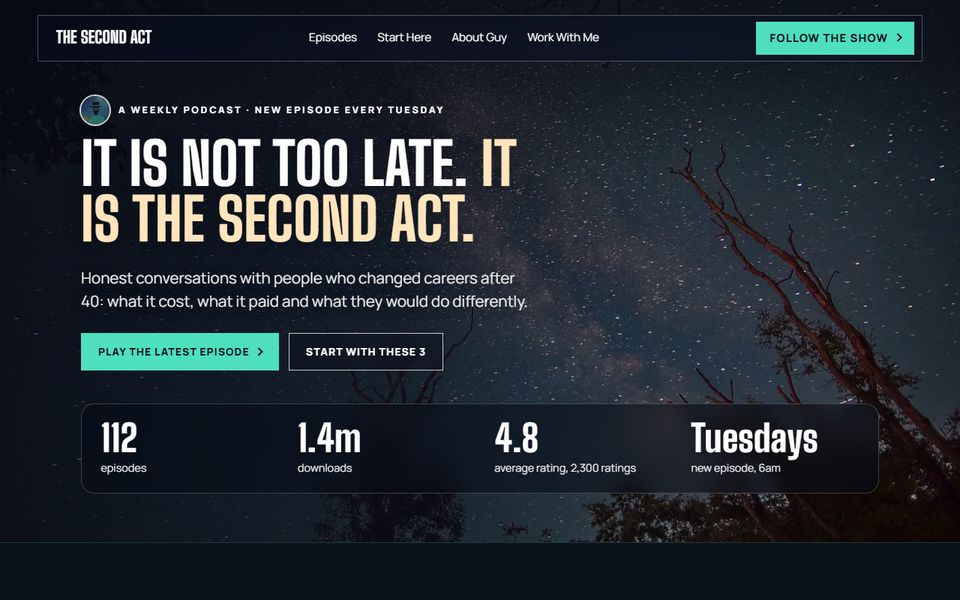 THE SECOND ACT
Episodes
Start Here
About Guy
Work With Me
FOLLOW THE SHOW
A WEEKLY PODCAST · NEW EPISODE EVERY TUESDAY
IT IS NOT TOO LATE. IT
IS THE SECOND ACT.
Honest conversations with people who changed careers after
40: what it cost, what it paid and what they would do differently.
PLAY THE LATEST EPISODE
START WITH THESE 3
112
episodes
1.4m
downloads
4.8
average rating, 2,300 ratings
Tuesdays
new episode, 6am